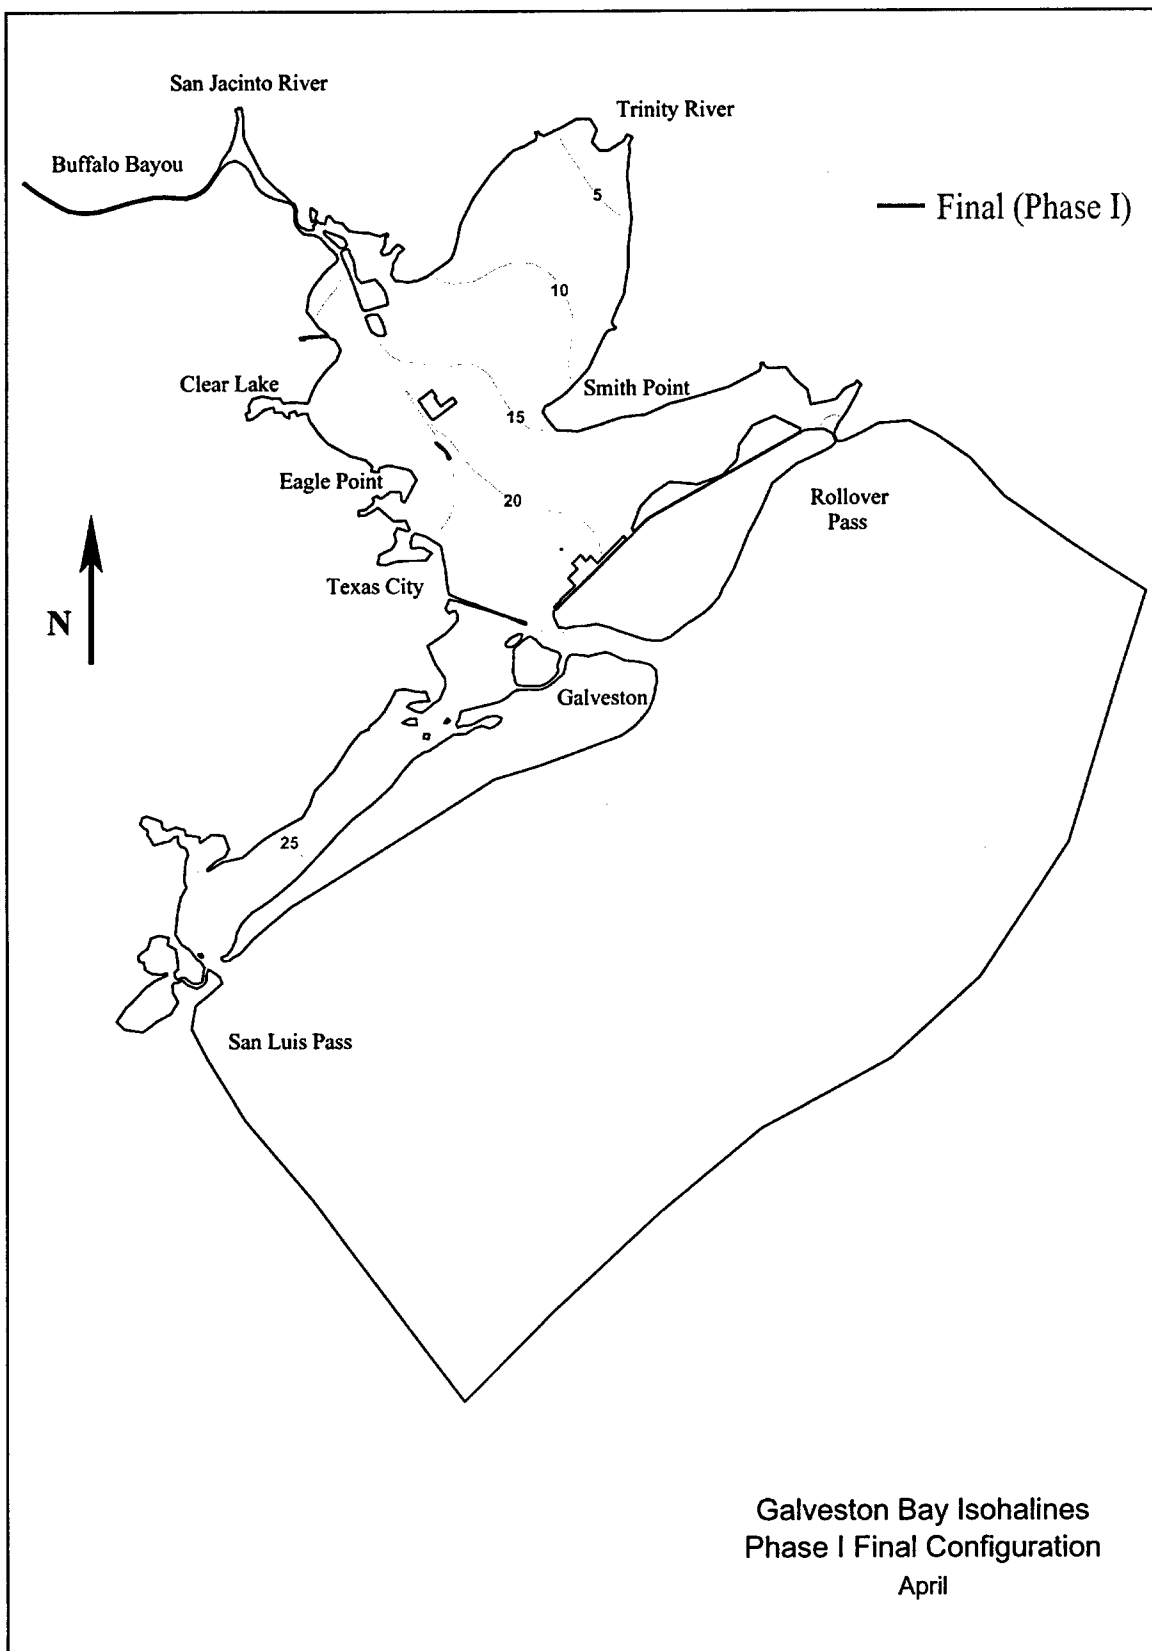 San Jacinto River
Trinity River
Buffalo Bayou
5
Final (Phase I)
10
Clear Lake
Smith Point
15
Eagle Point
20
Rollover
Pass
Texas City
N
Galveston
25
San Luis Pass
Galveston Bay Isohalines
Phase I Final Configuration
April